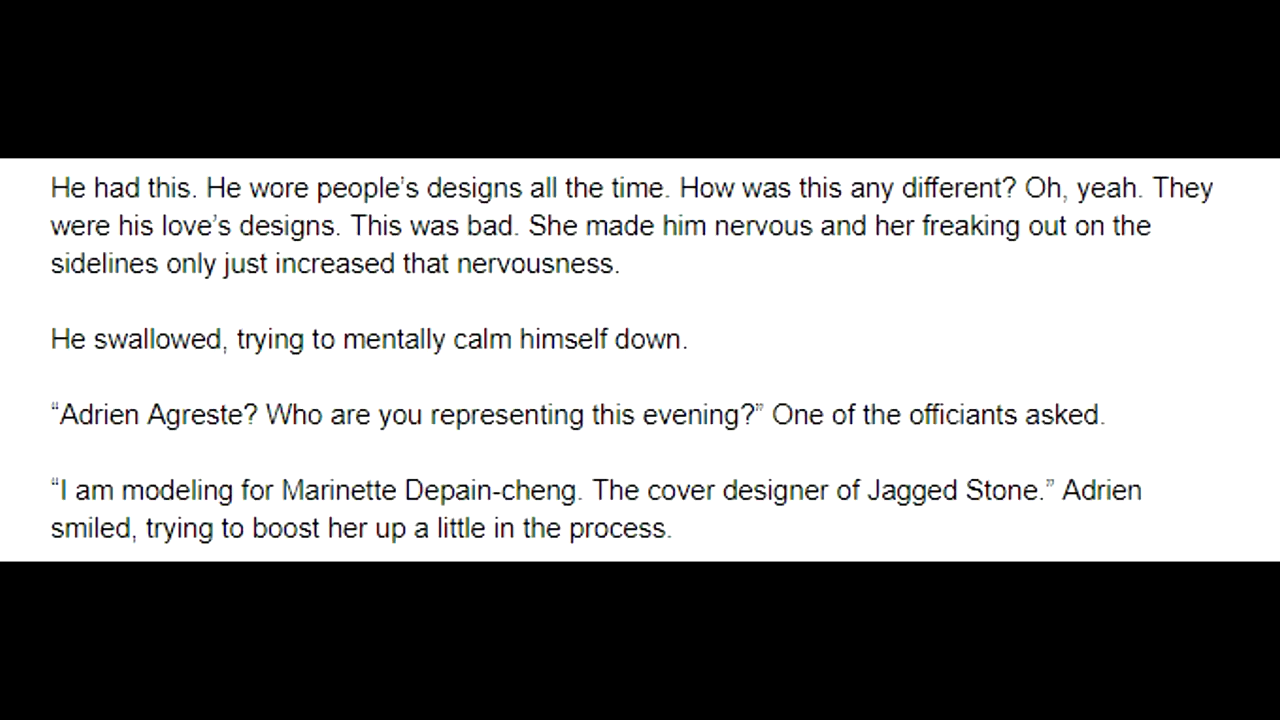 He had this. He wore people’s designs all the time. How was this any different? Oh, yeah. They
were his love’s designs. This was bad. She made him nervous and her freaking out on the
sidelines only just increased that nervousness.
He swallowed, trying to mentally calm himself down.
“Adrien Agreste? Who are you representing this evening?” One of the officiants asked.
“I am modeling for Marinette Depain-cheng. The cover designer of Jagged Stone.” Adrien
smiled, trying to boost her up a little in the process.